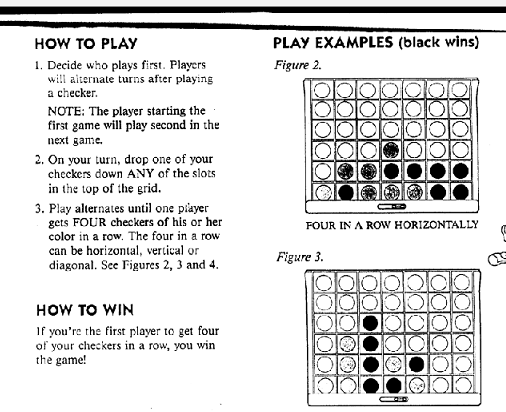 HOW TO PLAY
1. Decide who plays first. Players
will alternate turns after playing
a checker.
NOTE: The player starting the
first game will play second in the
next game.
2. On your turn, drop one of your
checkers down ANY of the slots
in the top of the grid.
3. Play alternates until one player
gets FOUR checkers of his or her
color in a row. The four in a row
can be horizontal, vertical or
diagonal. See Figures 2, 3 and 4.
HOW TO WIN
If you're the first player to get four
of your checkers in a row, you win
the game!
PLAY EXAMPLES (black wins)
Figure 2.
FOUR IN A ROW HORIZONTALLY
Figure 3.